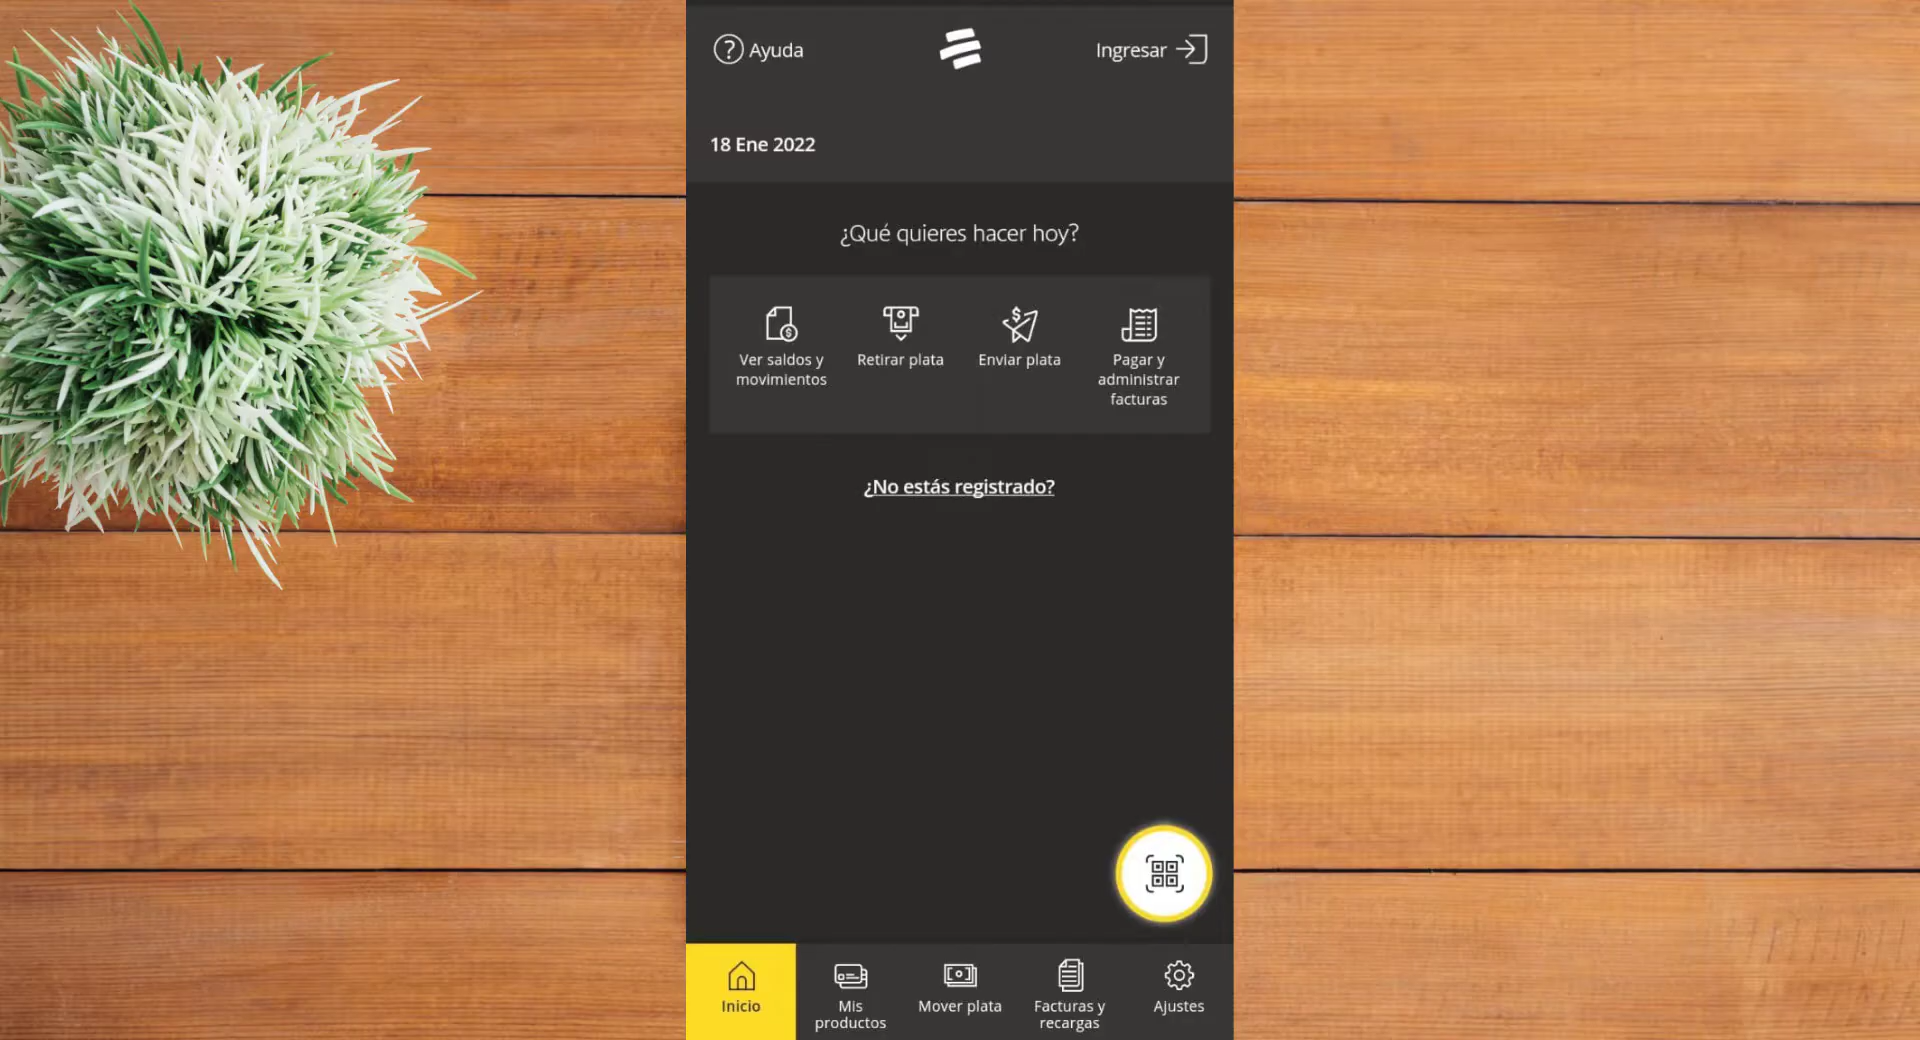 Ayuda
Ingresar
18 Ene 2022
¿Qué quieres hacer hoy?
Ver saldos y
movimientos
Retirar plata
Enviar plata
Pagar y
administrar
facturas
¿No estás registrado?
Inicio
Mis
productos
Mover plata
Facturas y
recargas
Ajustes